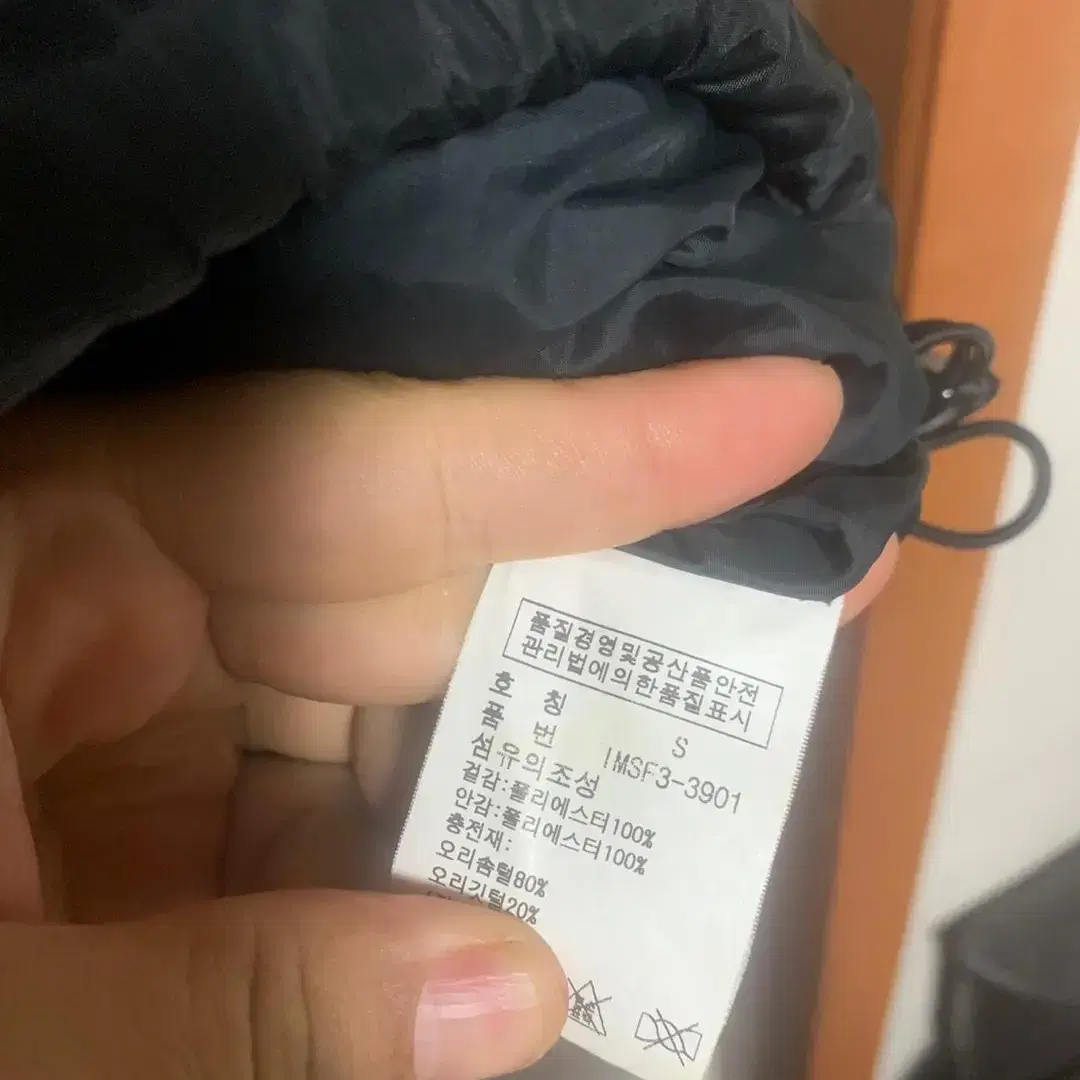 품질경영및공산품안전
관리법에의한품질표시
호 칭 S
품 번 IMSF3-3901
섬유의조성
겉감:폴리에스터100%
안감:폴리에스터100%
충전재:
오리솜털80%
오리깃털20%